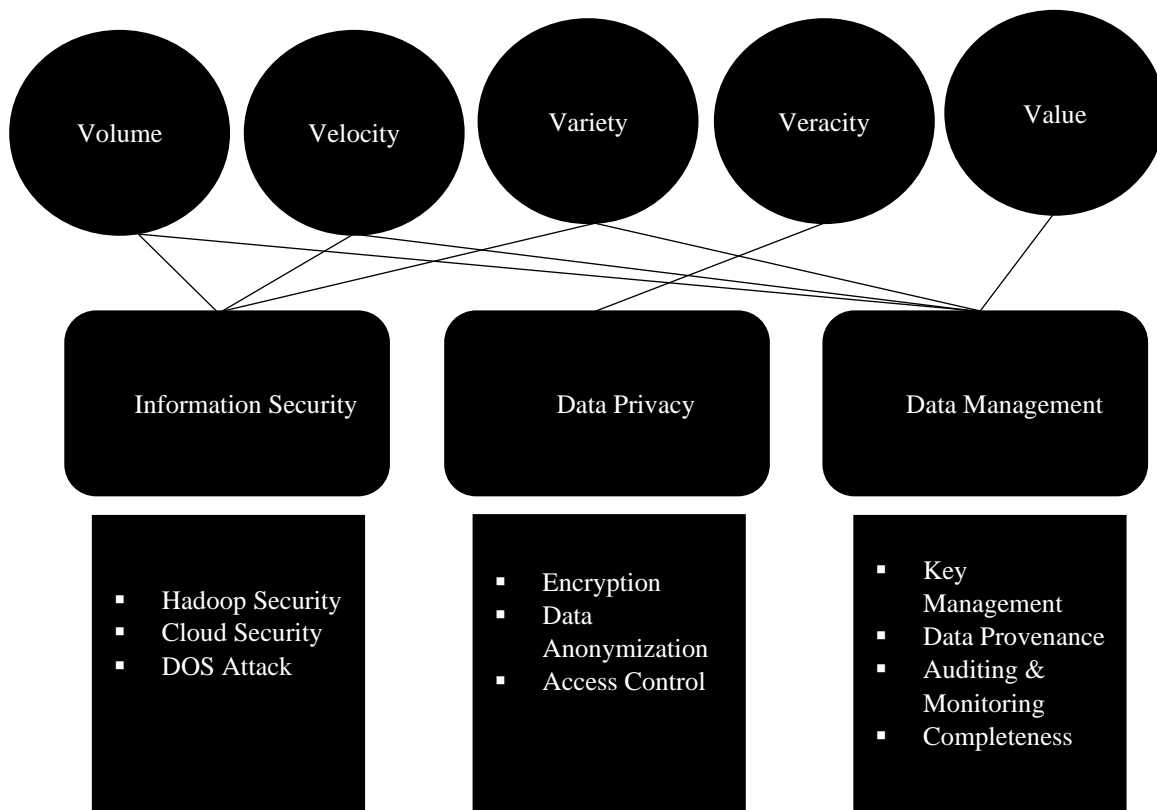 Volume
Velocity
Variety
Veracity
Value
Information Security
Data Privacy
Data Management
▪ Hadoop Security
▪ Cloud Security
▪ DOS Attack
▪ Encryption
▪ Data
Anonymization
▪ Access Control
▪ Key
Management
▪ Data Provenance
▪ Auditing &
Monitoring
▪ Completeness